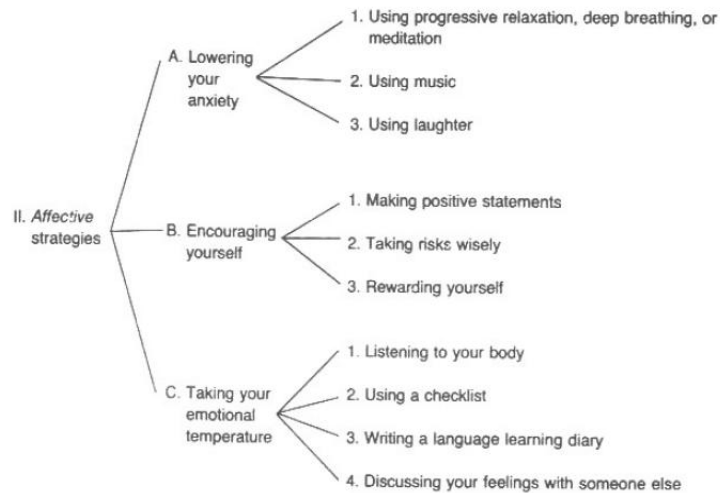 1. Using progressive relaxation, deep breathing, or
meditation
A. Lowering
your
anxiety
2. Using music
3. Using laughter
II. Affective
strategies
B. Encouraging
yourself
1. Making positive statements
2. Taking risks wisely
3. Rewarding yourself
C. Taking your
emotional
temperature
1. Listening to your body
2. Using a checklist
3. Writing a language learning diary
4. Discussing your feelings with someone else